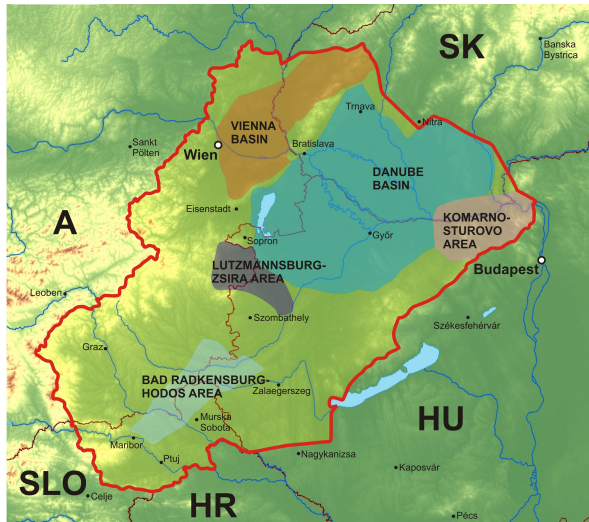 SK
Banska
Bystrica
Trnava
Nitra
VIENNA
BASIN
Wien
Bratislava
Sankt
Pölten
DANUBE
BASIN
A
Eisenstadt
KOMARNO-
STUROVO
AREA
Sopron
Győr
Budapest
LUTZMANNSBURG-
ZSIRA AREA
Leoben
Szombathely
Székesfehérvár
Graz
BAD RADKENSBURG-
HODOS AREA
Zalaegerszeg
HU
Murska
Sobota
Maribor
Ptuj
Nagykanizsa
Kaposvár
SLO
Celje
HR
Pécs